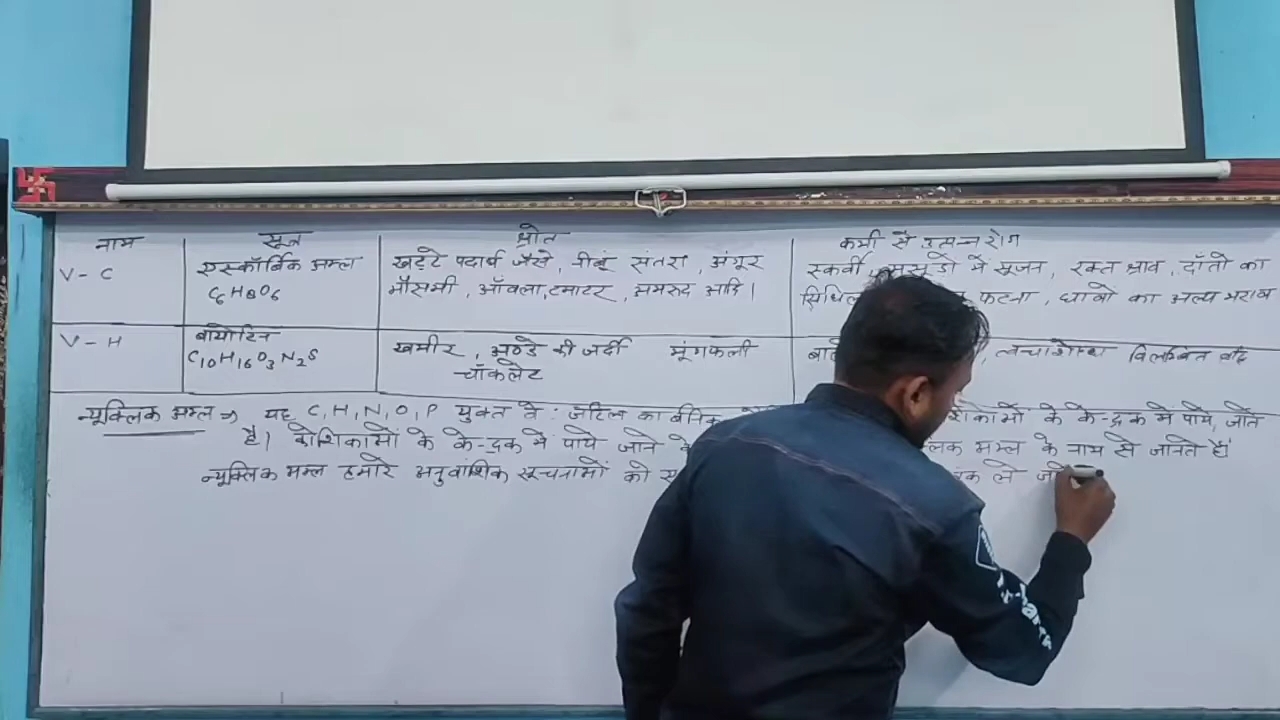 नाम सूत्र श्रोत कमी से उत्पन्न रोग
V-C एस्कॉर्बिक अम्ल खट्टे पदार्थ जैसे, नींबू संतरा, अंगूर स्कर्वी, मसूडो में सूजन, रक्त श्राव, दाँतो का
C6H8O6 मौसमी, आँवला, टमाटर, अमरुद आदि। फटना, घावो का अल्प भराव
V-H बायोटिन खमीर, अण्डे की जर्दी मूंगफली
C10H16O3N2S चॉकलेट
न्यूक्लिक अम्ल ⇒ यह C, H, N, O, P युक्त वे: जटिल कार्बनिक के केन्द्रक में पाये, जाते
है। कोशिकाओं के केन्द्रक में पाये जाने अम्ल के नाम से जानते है
न्यूक्लिक अम्ल हमारे अनुवांशिक सूचनाओं को ले